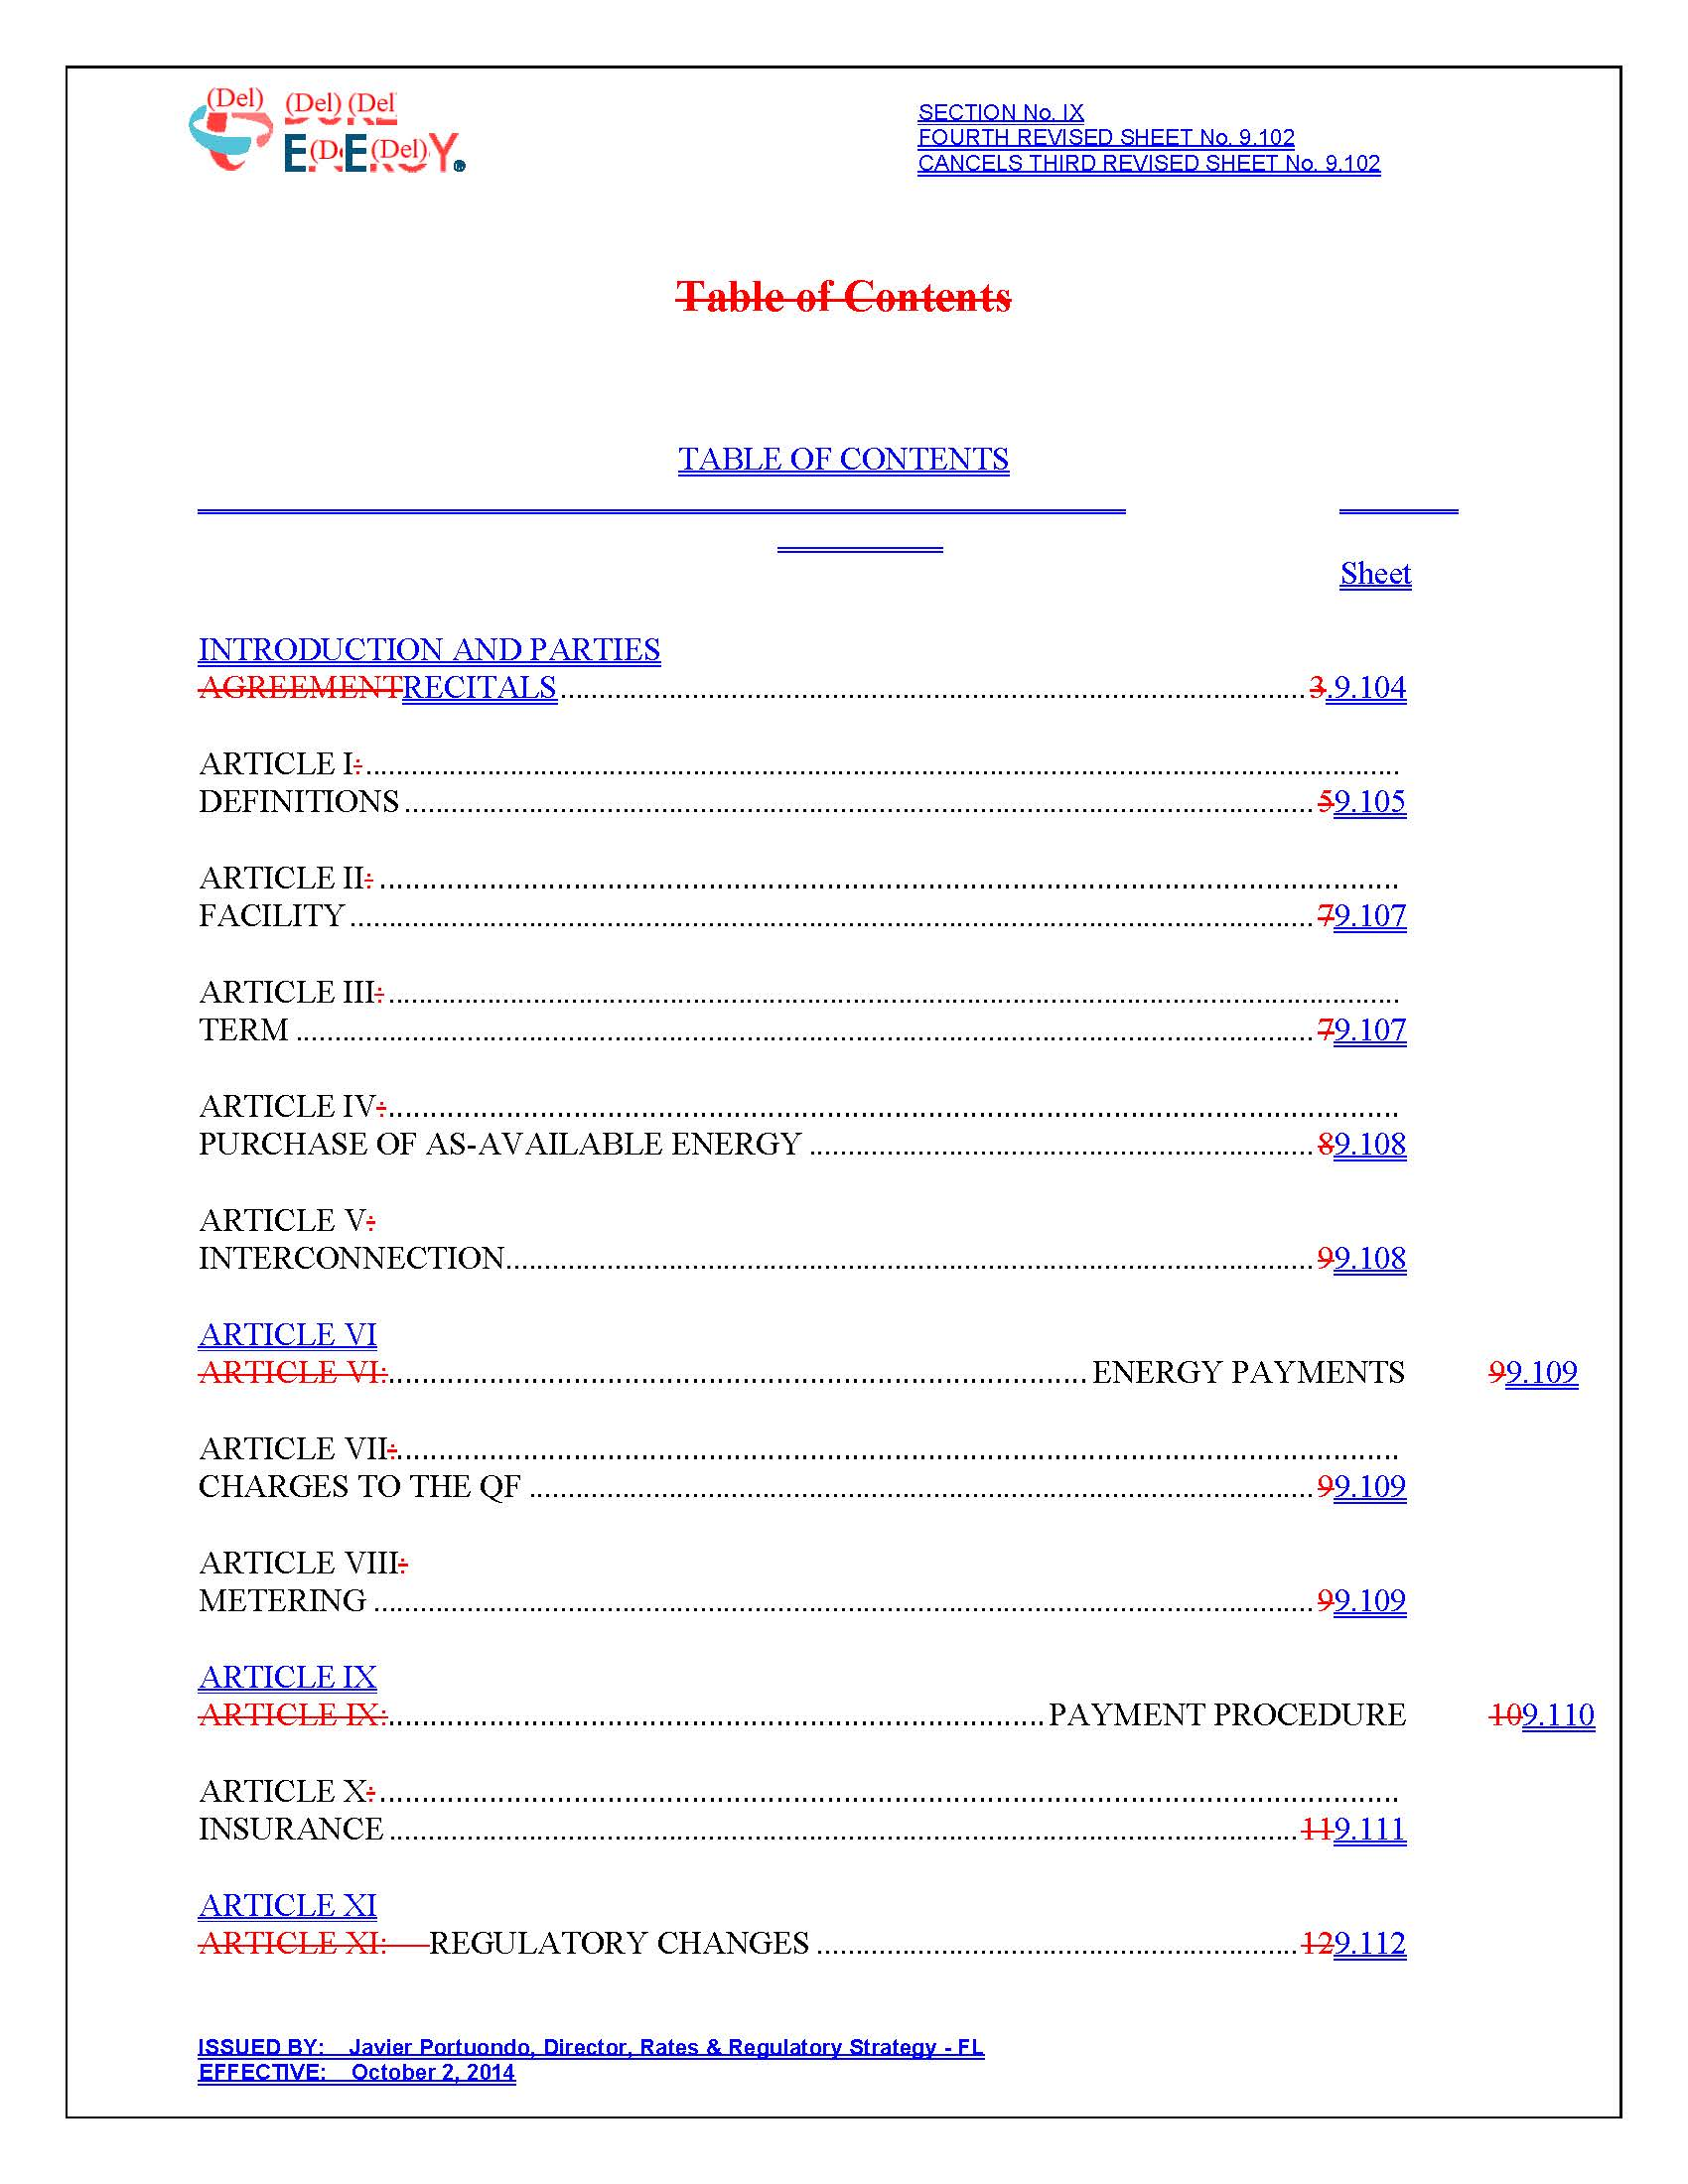 (Del) (Del) (Del
E(D(E(Del)Y.
SECTION No. IX
FOURTH REVISED SHEET No. 9.102
CANCELS THIRD REVISED SHEET No. 9.102
Table of Contents
TABLE OF CONTENTS
Sheet
INTRODUCTION AND PARTIES
AGREEMENTRECITALS....................3.9.104
ARTICLE I:....................
DEFINITIONS....................59.105
ARTICLE II:....................
FACILITY....................79.107
ARTICLE III:....................
TERM....................79.107
ARTICLE IV:....................
PURCHASE OF AS-AVAILABLE ENERGY....................89.108
ARTICLE V:
INTERCONNECTION....................99.108
ARTICLE VI
ARTICLE VI:....................ENERGY PAYMENTS 99.109
ARTICLE VII:....................
CHARGES TO THE QF....................99.109
ARTICLE VIII:
METERING....................99.109
ARTICLE IX
ARTICLE IX:....................PAYMENT PROCEDURE 109.110
ARTICLE X:....................
INSURANCE....................119.111
ARTICLE XI
ARTICLE XI: REGULATORY CHANGES....................129.112
ISSUED BY: Javier Portuondo, Director, Rates & Regulatory Strategy - FL
EFFECTIVE: October 2, 2014